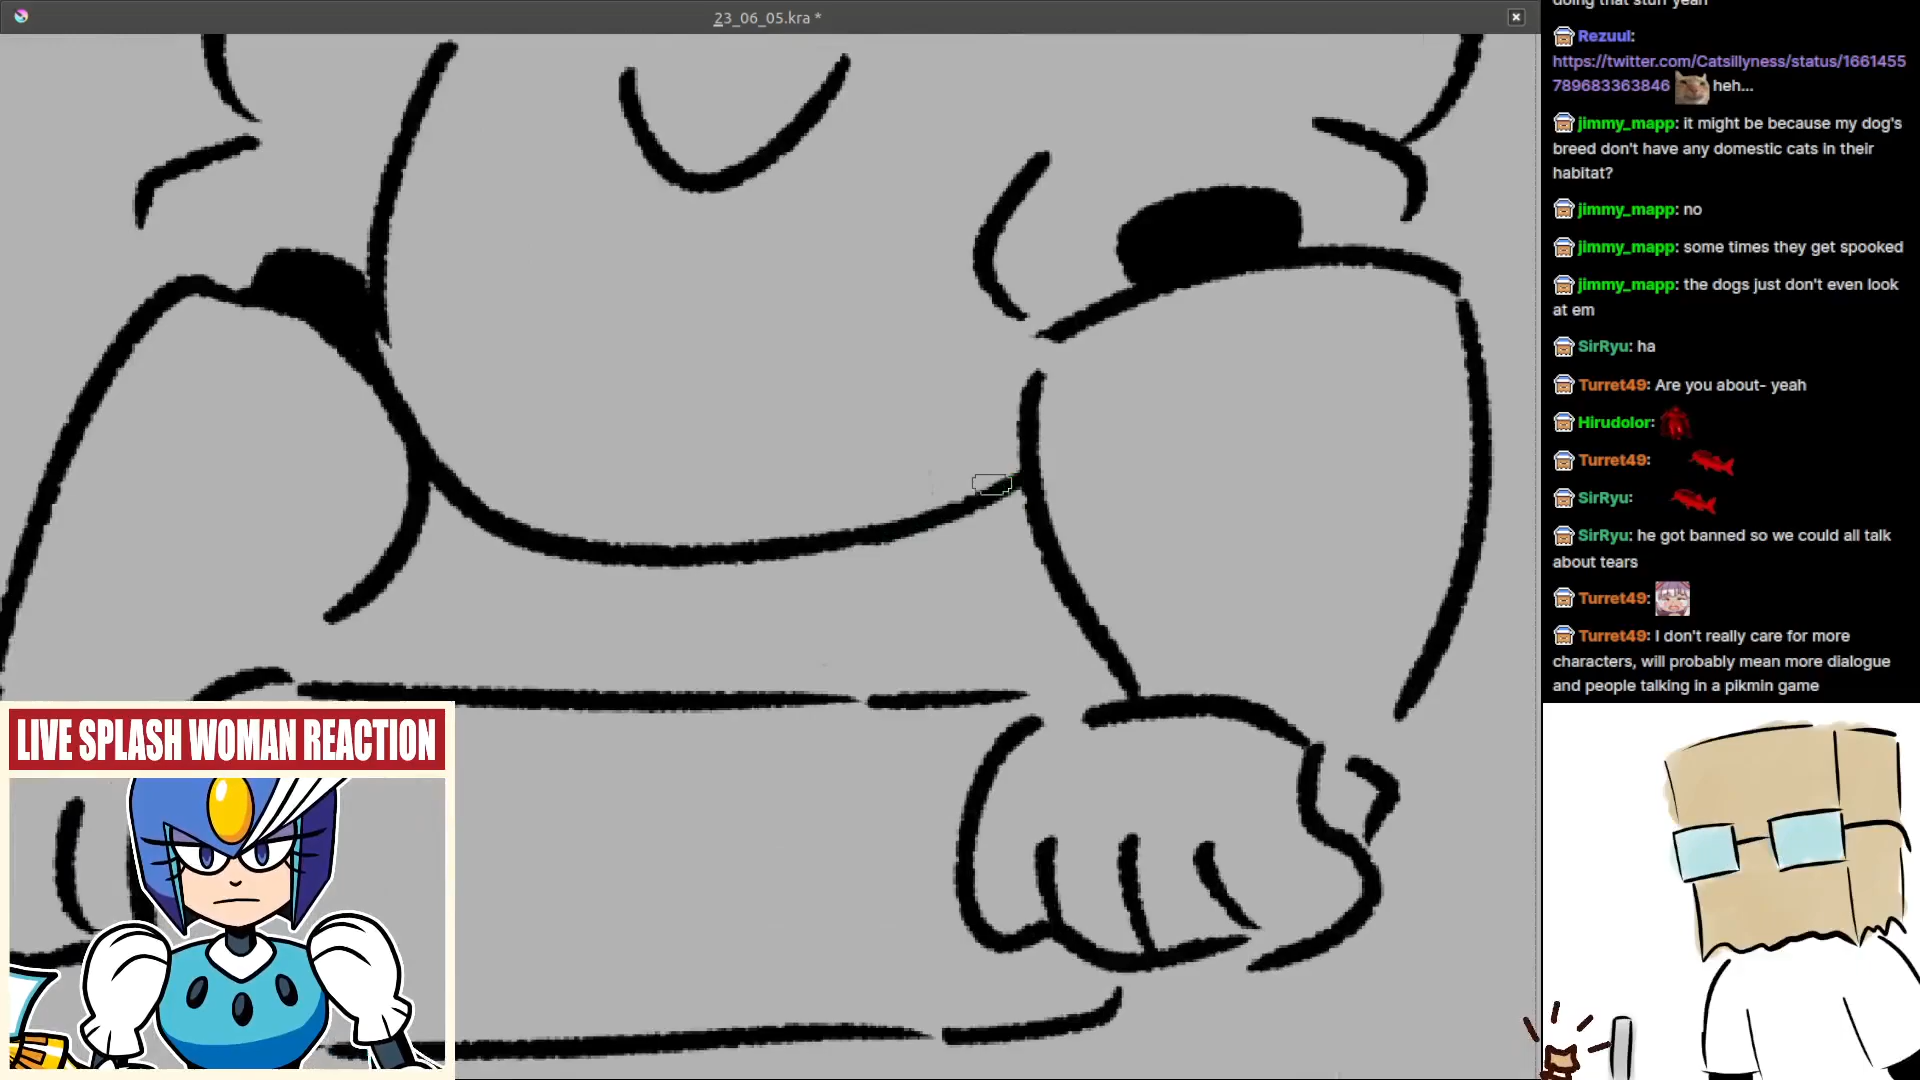 23_06_05.kra *
doing that stuff yeah
Rezuul:
https://twitter.com/Catsillyness/status/1661455
789683363846 heh...
jimmy_mapp: it might be because my dog's
breed don't have any domestic cats in their
habitat?
jimmy_mapp: no
jimmy_mapp: some times they get spooked
jimmy_mapp: the dogs just don't even look
at em
SirRyu: ha
Turret49: Are you about- yeah
Hirudolor:
Turret49:
SirRyu:
SirRyu: he got banned so we could all talk
about tears
Turret49:
Turret49: I don't really care for more
characters, will probably mean more dialogue
and people talking in a pikmin game
LIVE SPLASH WOMAN REACTION